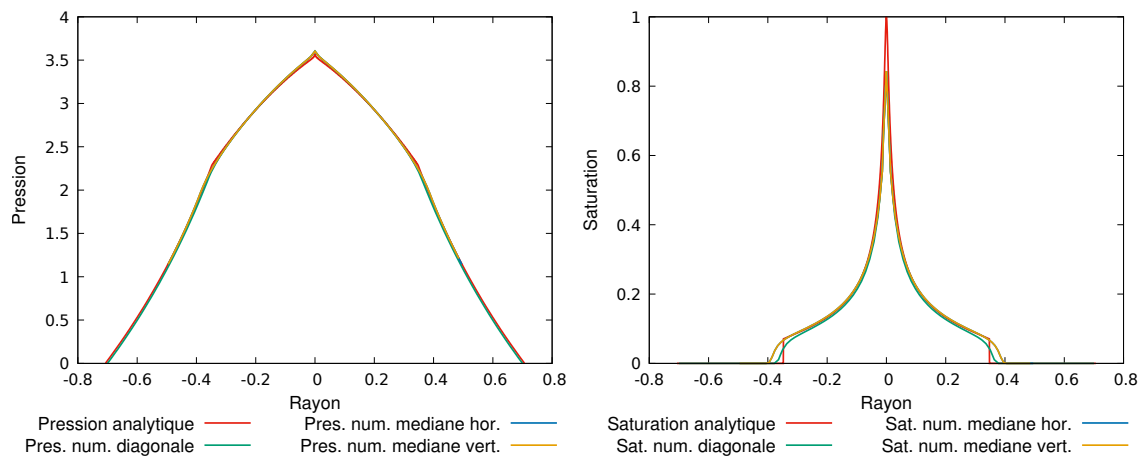 4
3.5
3
2.5
2
1.5
1
0.5
0
Pression
-0.8 -0.6 -0.4 -0.2 0 0.2 0.4 0.6 0.8
Rayon
Pression analytique Pres. num. mediane hor.
Pres. num. diagonale Pres. num. mediane vert.
1
0.8
0.6
0.4
0.2
0
Saturation
-0.8 -0.6 -0.4 -0.2 0 0.2 0.4 0.6 0.8
Rayon
Saturation analytique Sat. num. mediane hor.
Sat. num. diagonale Sat. num. mediane vert.